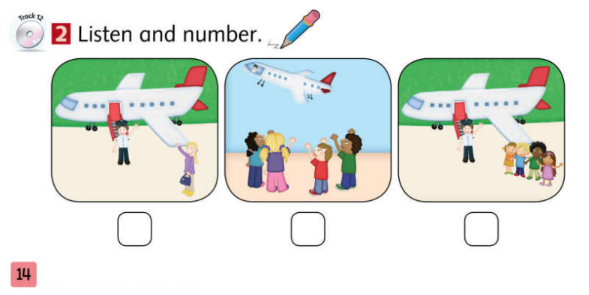 Track 12
2 Listen and number.
14